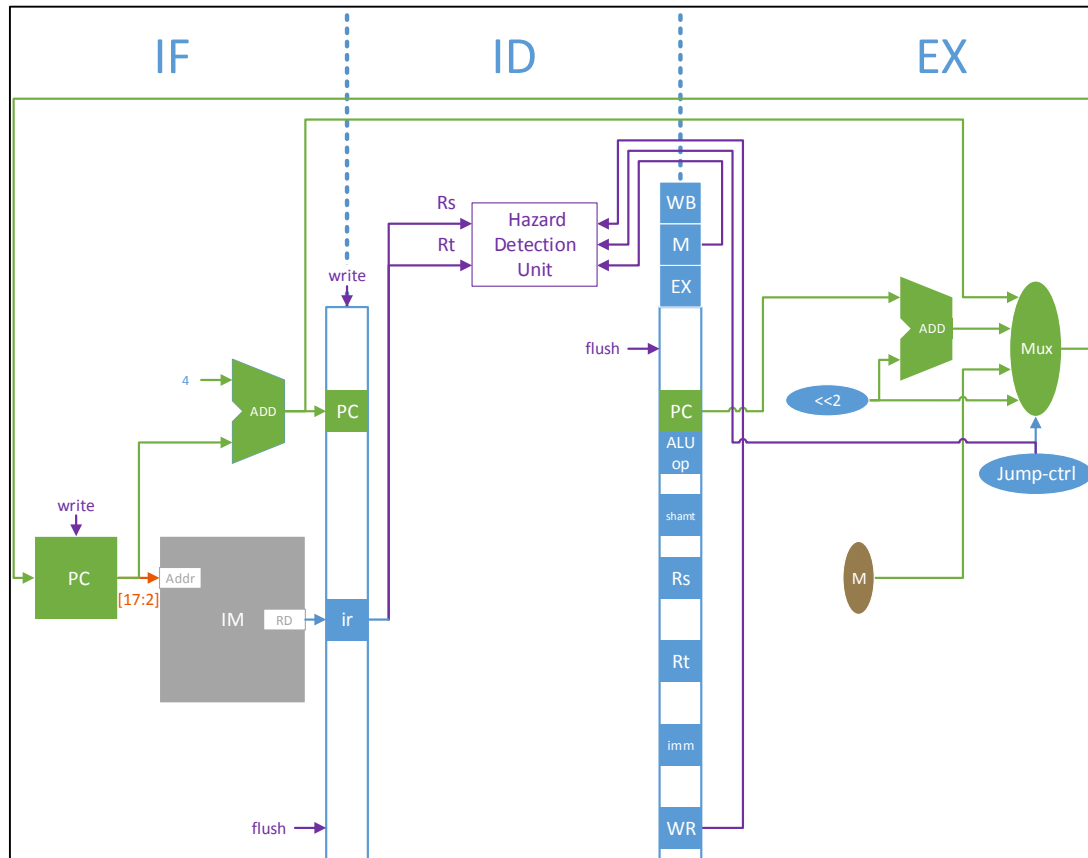 IF
ID
EX
Rs
Rt
Hazard
Detection
Unit
WB
M
EX
write
flush
4
ADD
PC
PC
ALU
op
ADD
Mux
<<2
Jump-ctrl
write
PC
[17:2]
Addr
IM
RD
ir
shamt
Rs
M
Rt
imm
flush
WR